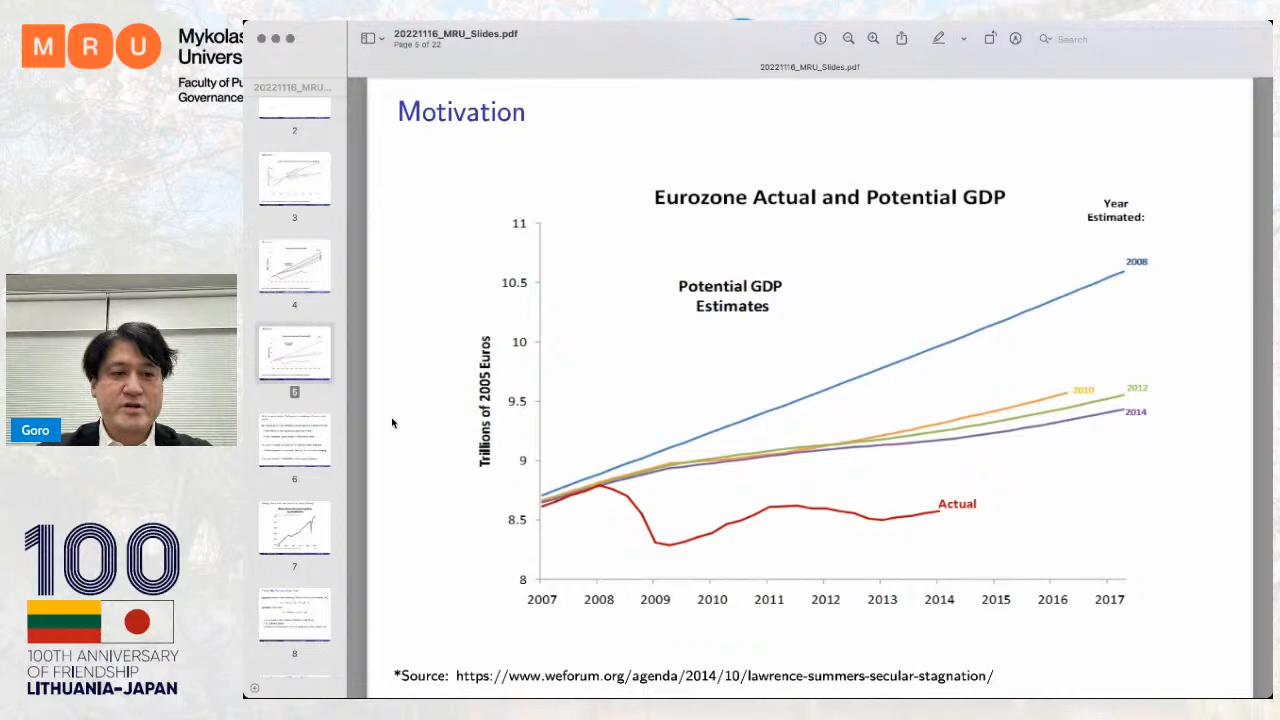 MRU
Mykolas
Univers
Faculty of Pu
Governance
20221116_MRU_Slides.pdf
Page 5 of 22
Search
20221116_MRU...
20221116_MRU_Slides.pdf
2
3
4
5
6
7
8
Motivation
Eurozone Actual and Potential GDP
Year
Estimated:
Potential GDP
Estimates
2008
2010
2012
2014
Actual
Trillions of 2005 Euros
11
10.5
10
9.5
9
8.5
8
2007 2008 2009 2010 2011 2012 2013 2014 2015 2016 2017
*Source: https://www.weforum.org/agenda/2014/10/lawrence-summers-secular-stagnation/
Goro
100
100TH ANNIVERSARY
OF FRIENDSHIP
LITHUANIA-JAPAN